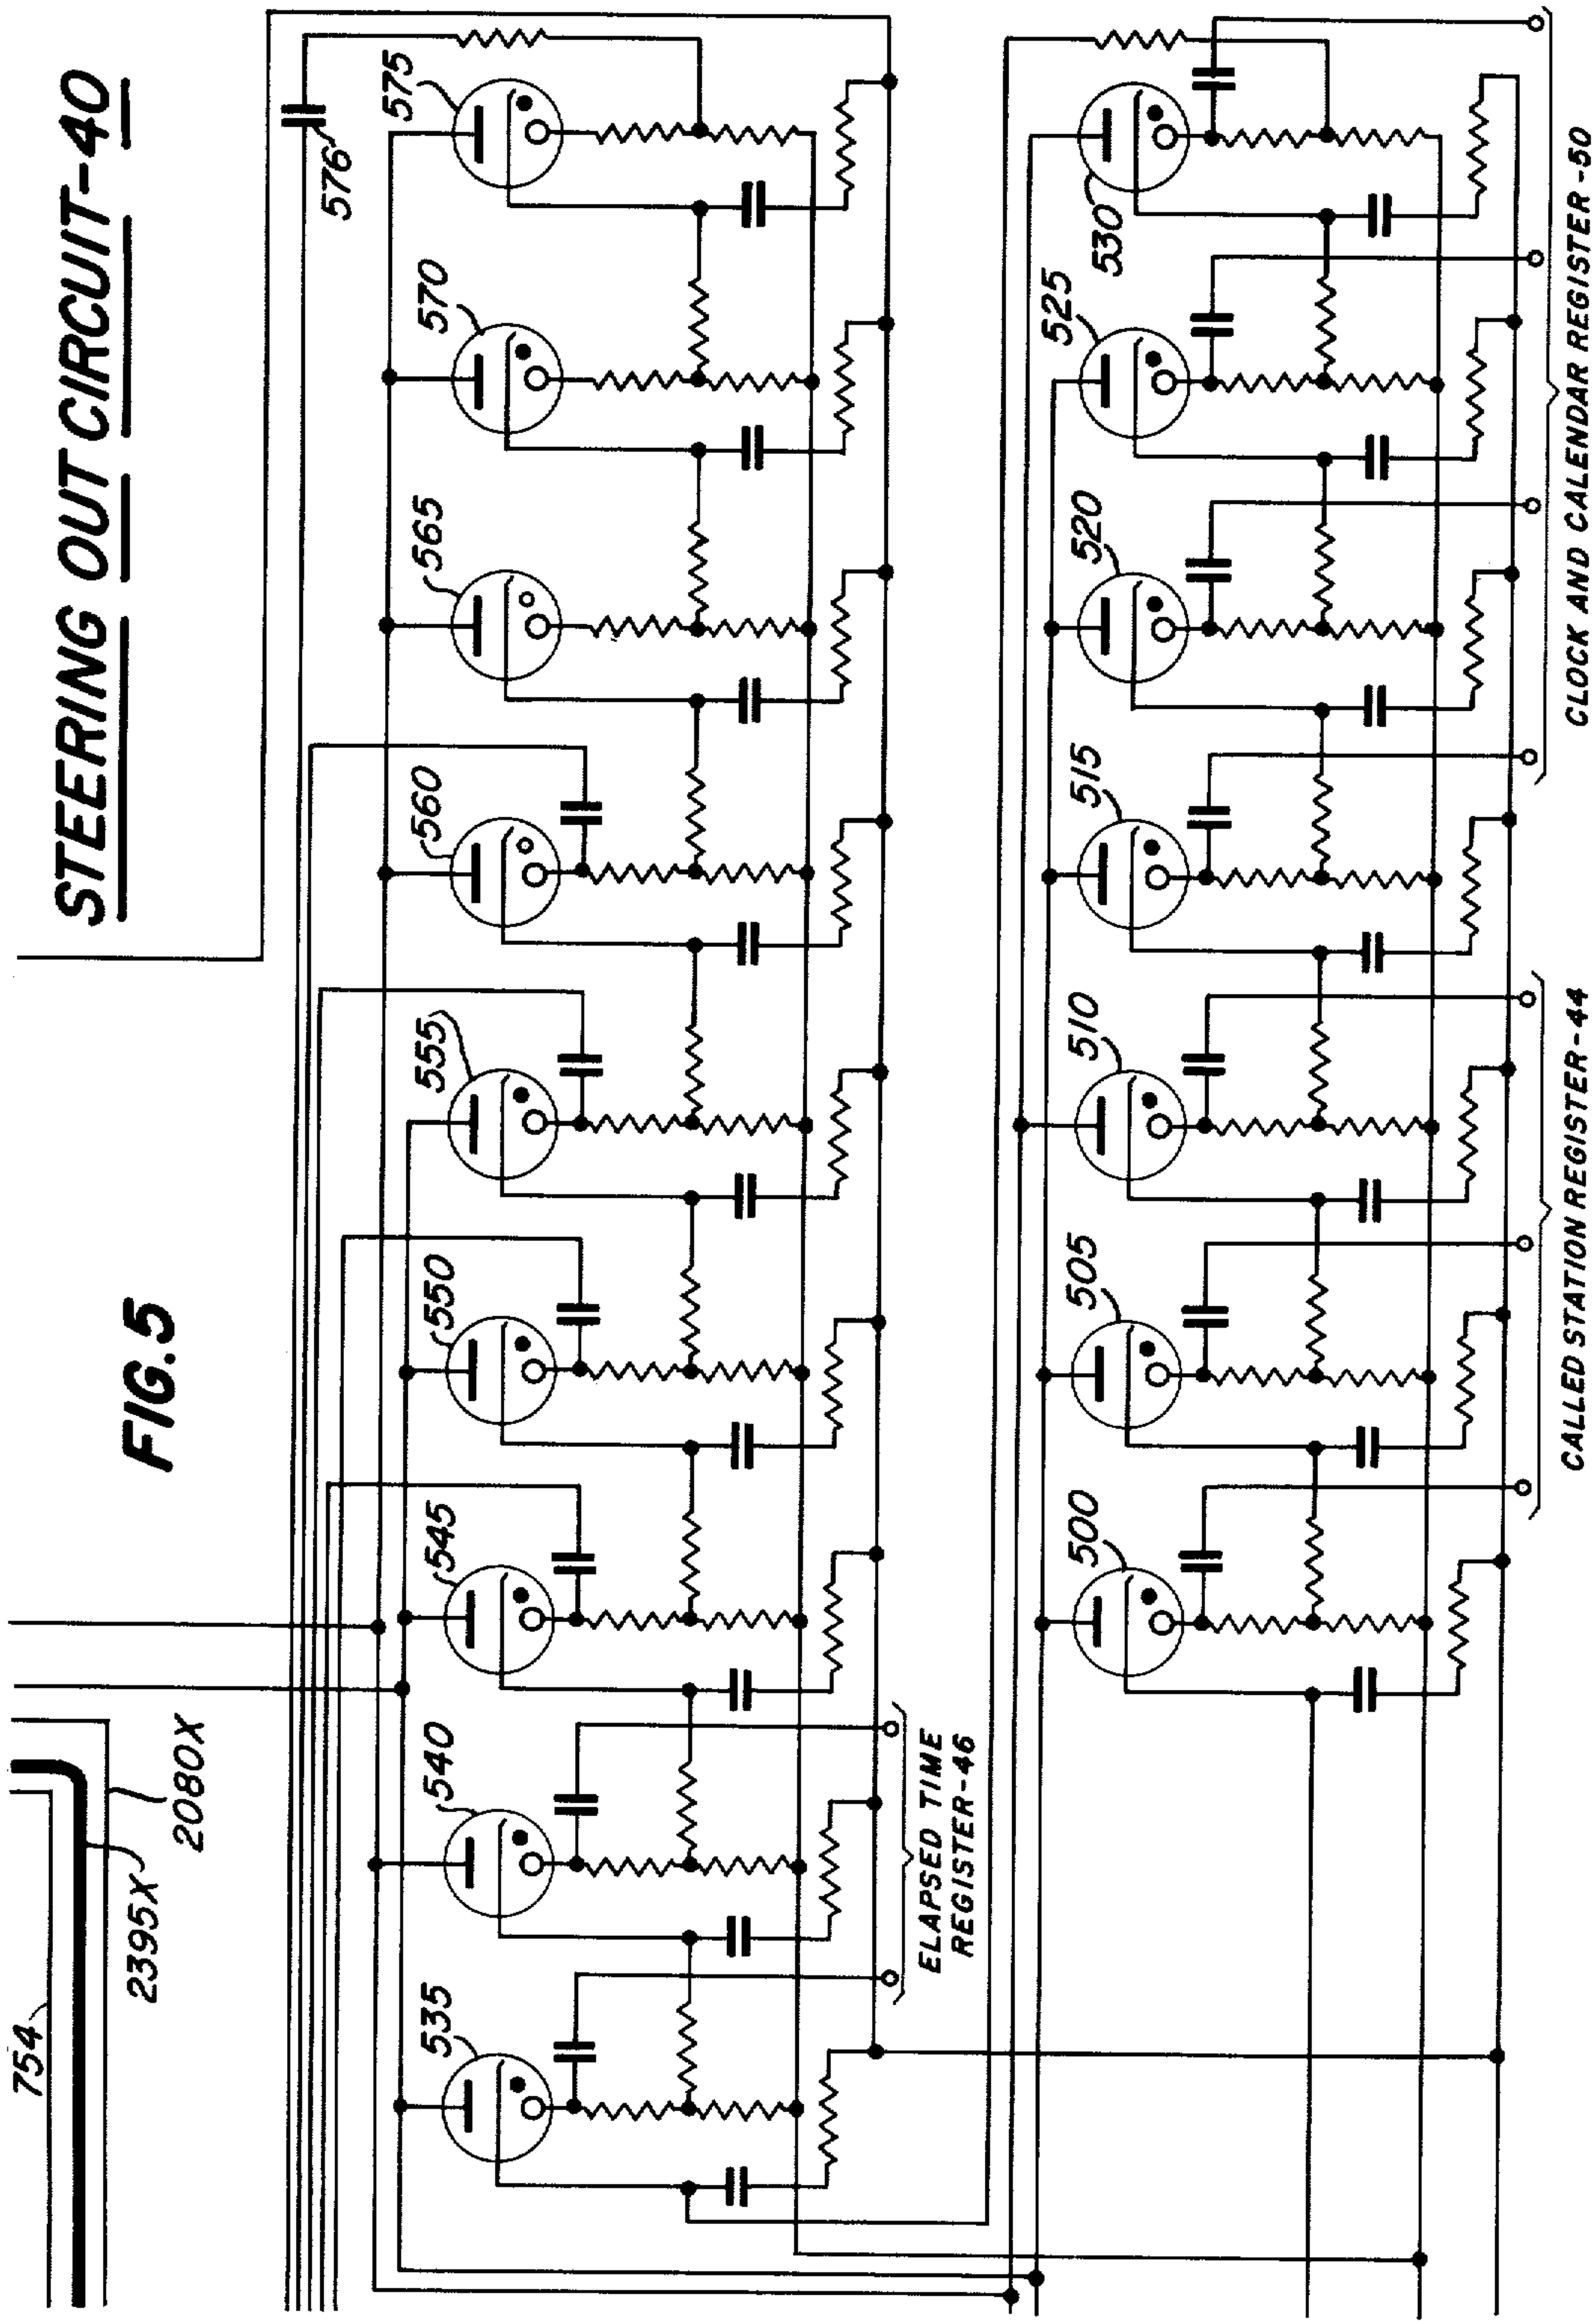 FIG. 5
STEERING OUT CIRCUIT-40
754
2395X
2080X
535
540
545
550
555
560
565
570
575
576
ELAPSED TIME
REGISTER-46
500
505
510
515
520
525
530
CALLED STATION REGISTER-44
CLOCK AND CALENDAR REGISTER-50